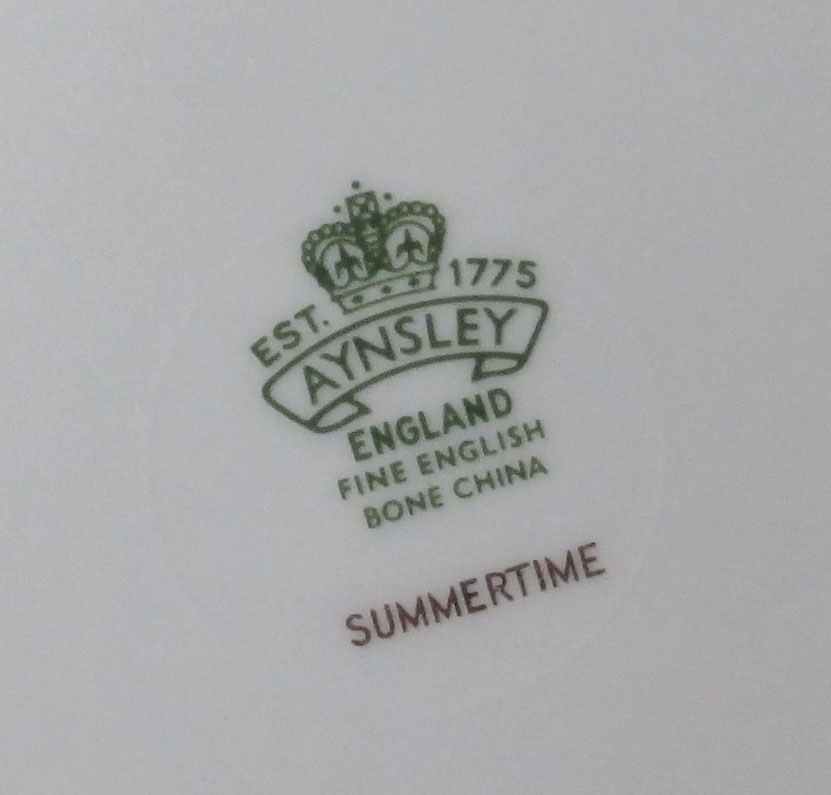 EST. 1775
AYNSLEY
ENGLAND
FINE ENGLISH
BONE CHINA
SUMMERTIME